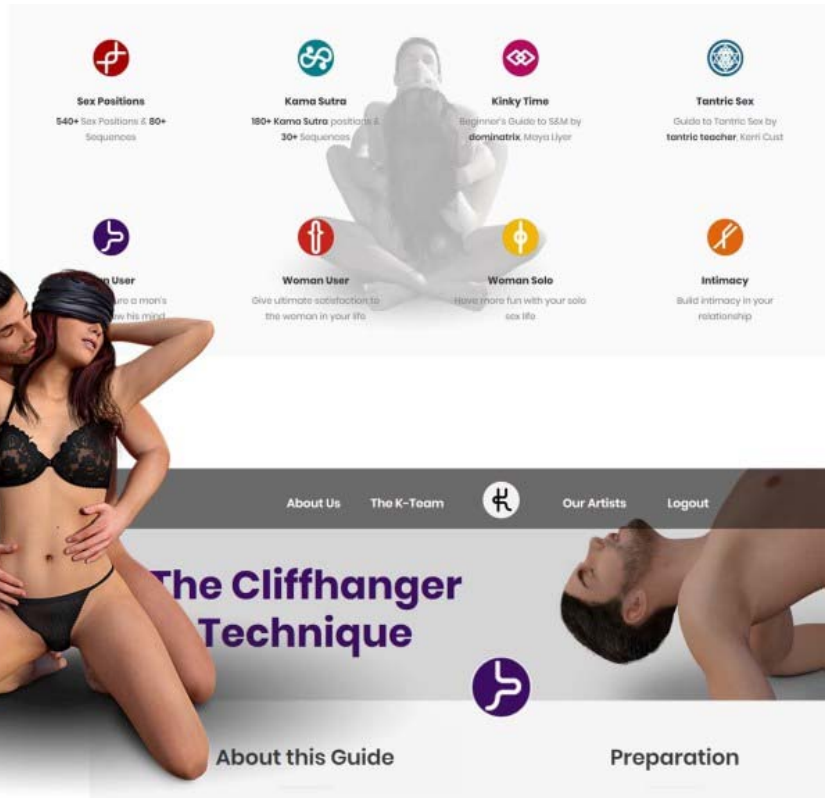 Sex Positions
540+ Sex Positions & 80+
Sequences
Kama Sutra
180+ Kama Sutra positions &
30+ Sequences
Kinky Time
Beginner's Guide to S&M by
dominatrix, Maya Liyer
Tantric Sex
Guide to Tantric Sex by
tantric teacher, Kerri Cust
User
a man's
his mind
Woman User
Give ultimate satisfaction to
the woman in your life
Woman Solo
Have more fun with your solo
sex life
Intimacy
Build intimacy in your
relationship
About Us
The K-Team
Our Artists
Logout
The Cliffhanger
Technique
About this Guide
Preparation